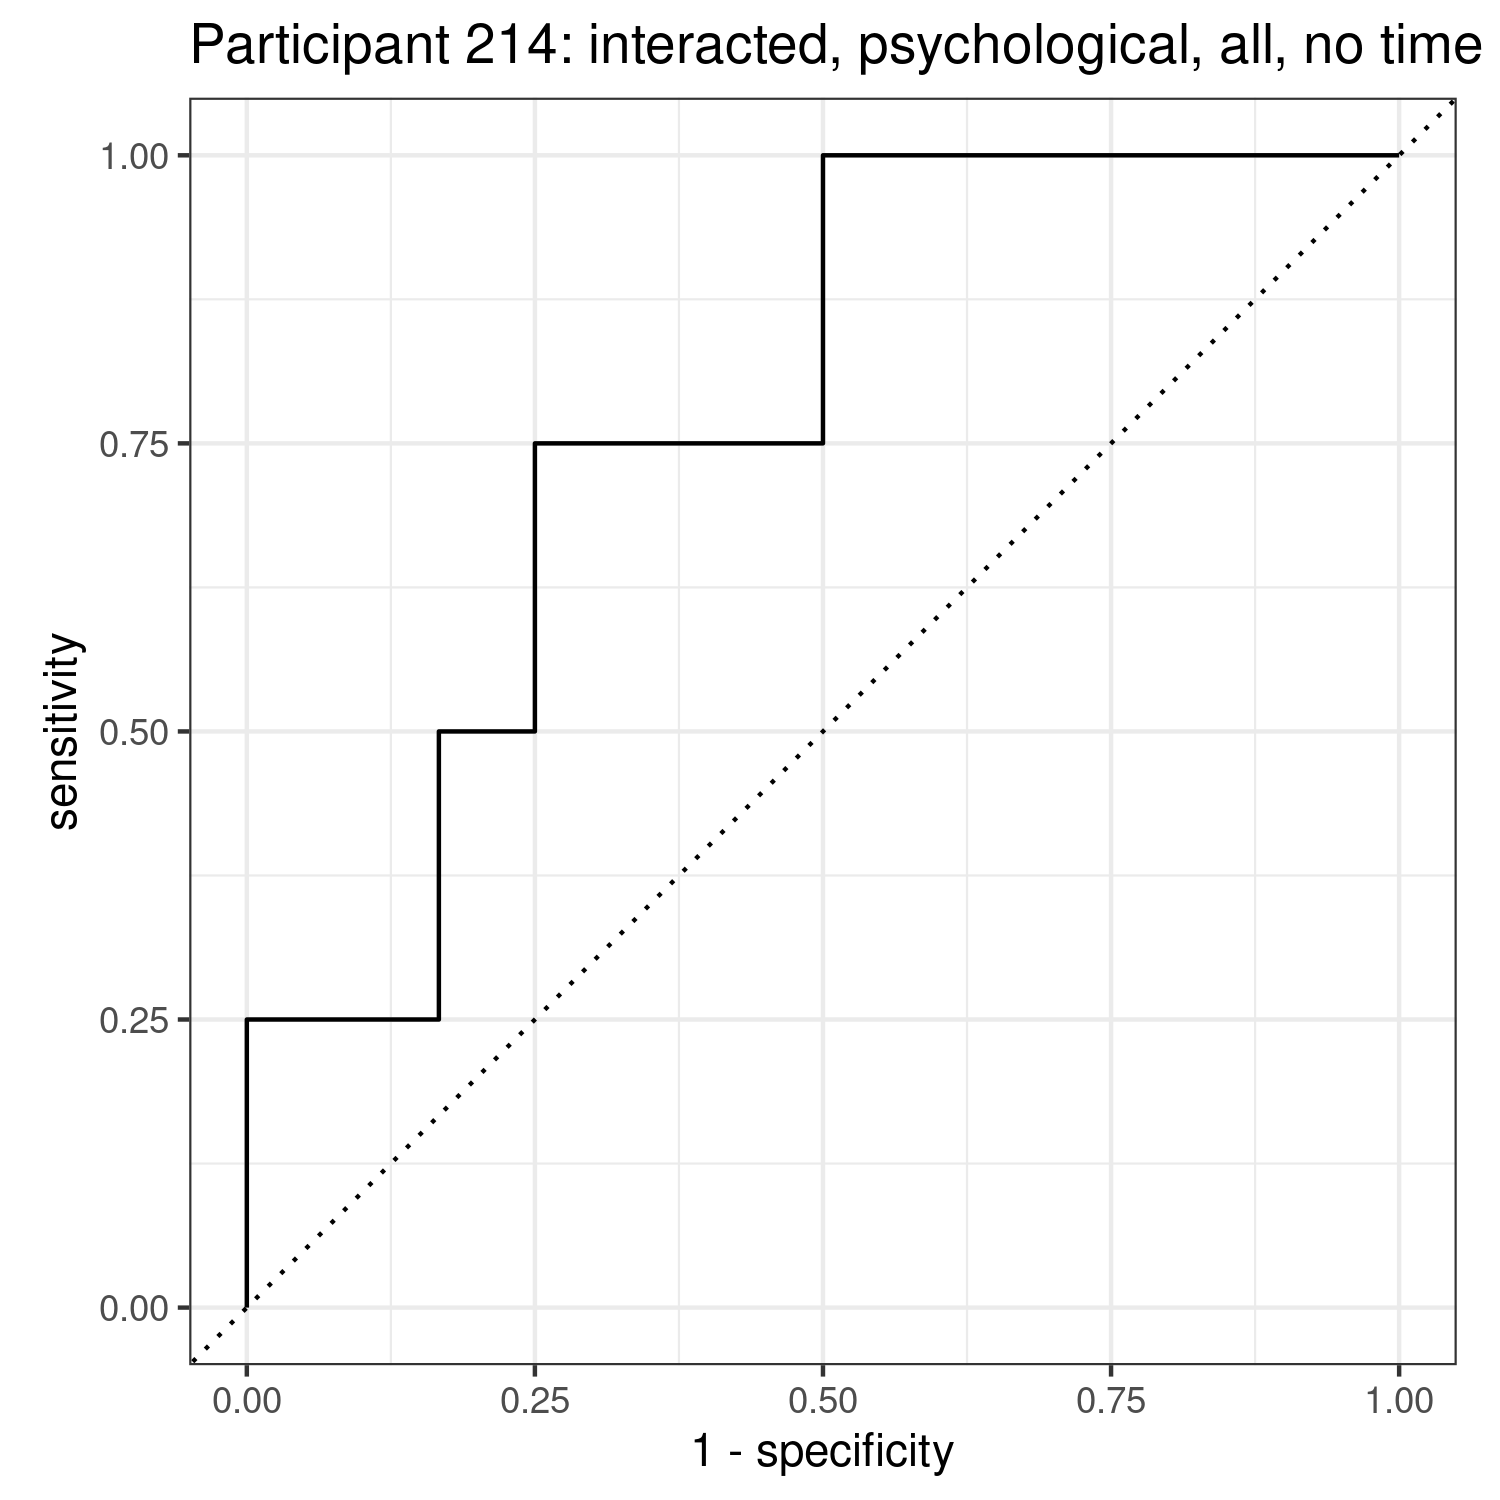 Participant 214: interacted, psychological, all, no time
1.00
0.75
0.50
0.25
0.00
sensitivity
0.00 0.25 0.50 0.75 1.00
1 - specificity